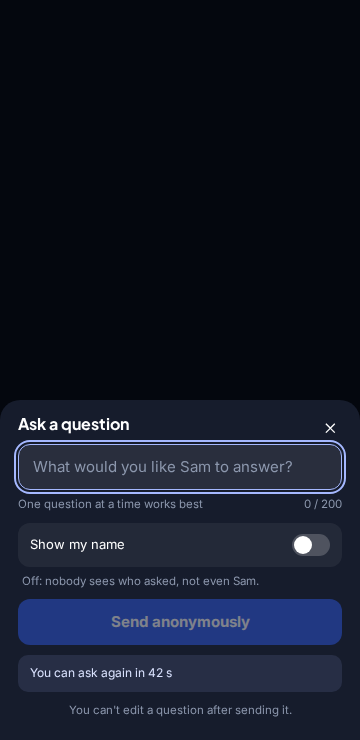 Ask a question
What would you like Sam to answer?
One question at a time works best
0 / 200
Show my name
Off: nobody sees who asked, not even Sam.
Send anonymously
You can ask again in 42 s
You can't edit a question after sending it.